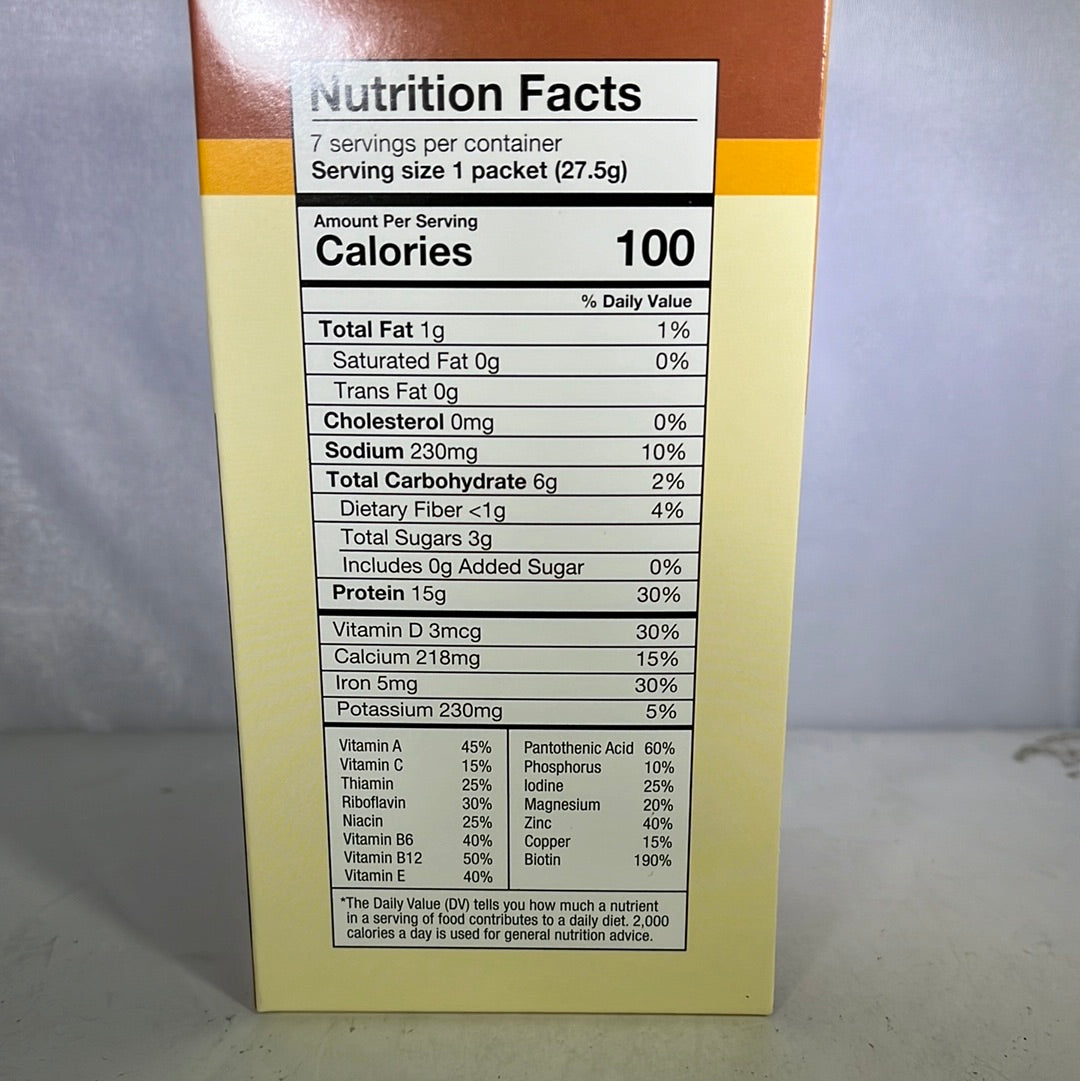 Nutrition Facts
7 servings per container
Serving size 1 packet (27.5g)
Amount Per Serving
Calories 100
% Daily Value
Total Fat 1g 1%
Saturated Fat 0g 0%
Trans Fat 0g
Cholesterol 0mg 0%
Sodium 230mg 10%
Total Carbohydrate 6g 2%
Dietary Fiber <1g 4%
Total Sugars 3g
Includes 0g Added Sugar 0%
Protein 15g 30%
Vitamin D 3mcg 30%
Calcium 218mg 15%
Iron 5mg 30%
Potassium 230mg 5%
Vitamin A 45%
Vitamin C 15%
Thiamin 25%
Riboflavin 30%
Niacin 25%
Vitamin B6 40%
Vitamin B12 50%
Vitamin E 40%
Pantothenic Acid 60%
Phosphorus 10%
Iodine 25%
Magnesium 20%
Zinc 40%
Copper 15%
Biotin 190%
*The Daily Value (DV) tells you how much a nutrient
in a serving of food contributes to a daily diet. 2,000
calories a day is used for general nutrition advice.